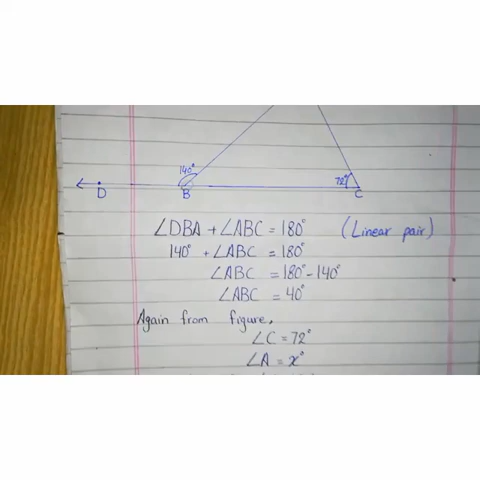 140°
72°
D
B
C
∠DBA + ∠ABC = 180° (Linear pair)
140° + ∠ABC = 180°
∠ABC = 180° - 140°
∠ABC = 40°
Again from figure,
∠C = 72°
∠A = x°